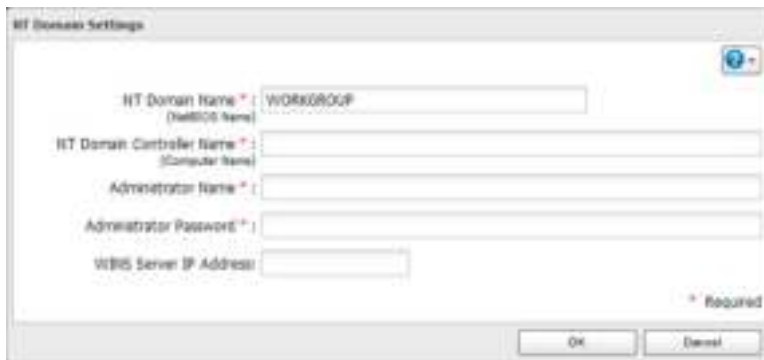 NT Domain Settings
NT Domain Name * : WORKGROUP
(NetBIOS Name)
NT Domain Controller Name * :
(Computer Name)
Administrator Name * :
Administrator Password * :
WINS Server IP Address:
* Required
OK Cancel